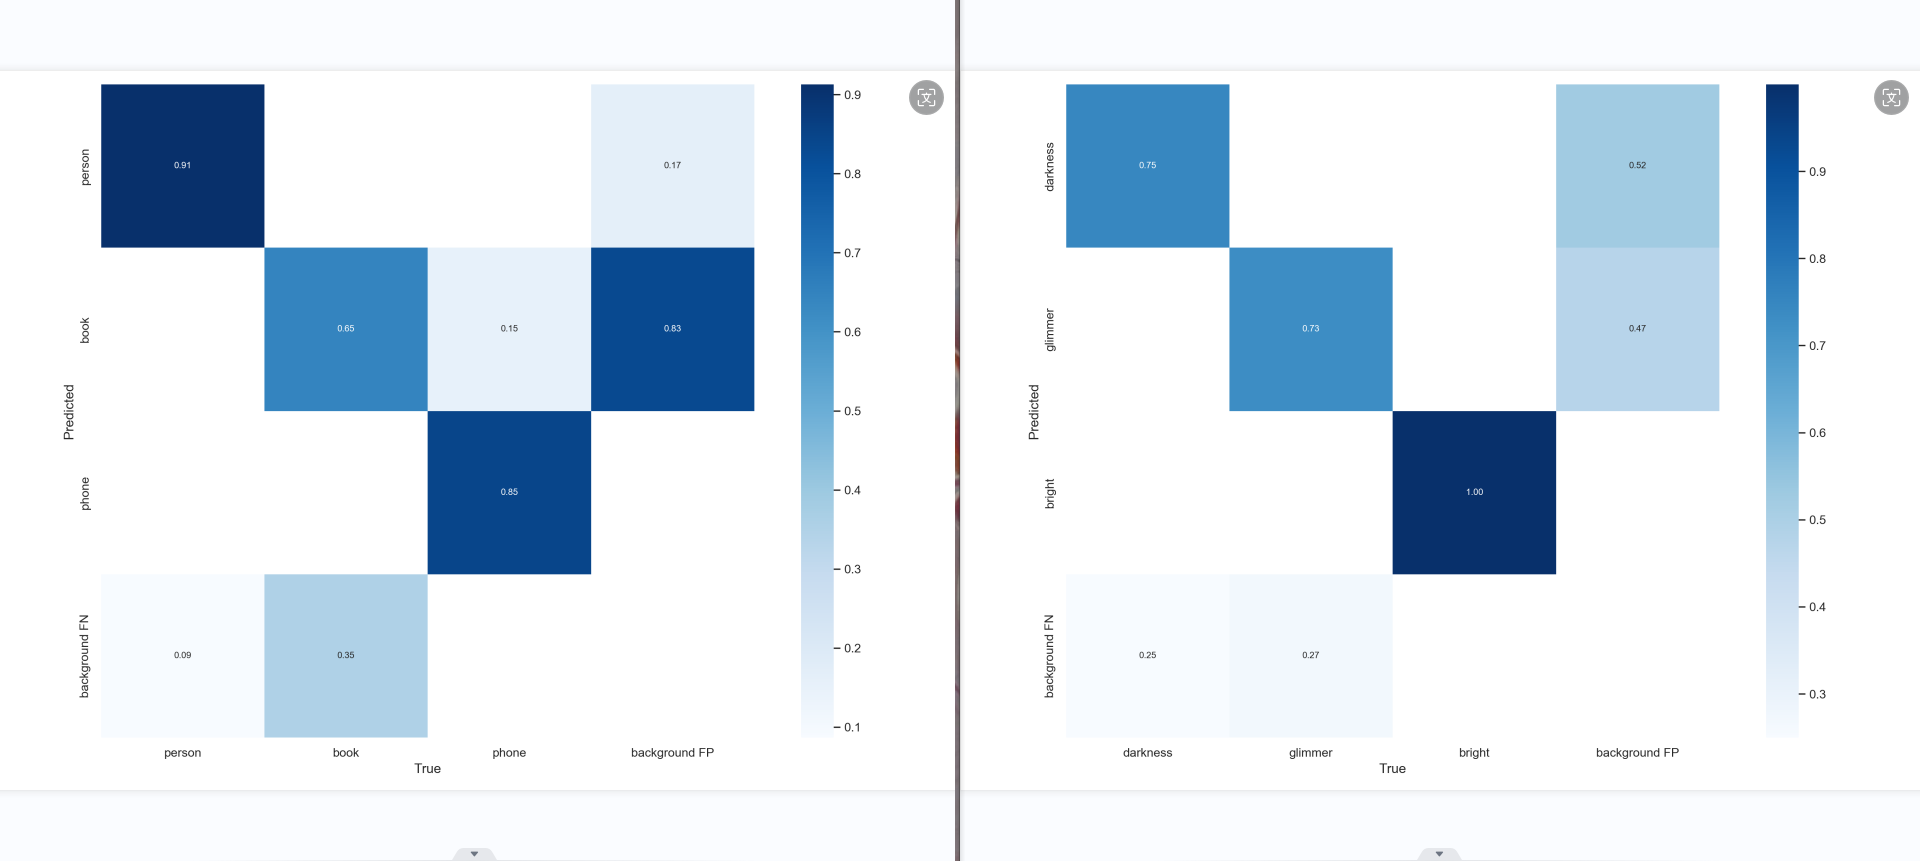 person
0.91
0.17
book
0.65
0.15
0.83
phone
0.85
background FN
0.09
0.35
Predicted
person
book
phone
background FP
True
0.9
0.8
0.7
0.6
0.5
0.4
0.3
0.2
0.1
文
darkness
0.75
0.52
glimmer
0.73
0.47
bright
1.00
background FN
0.25
0.27
Predicted
darkness
glimmer
bright
background FP
True
0.9
0.8
0.7
0.6
0.5
0.4
0.3
文